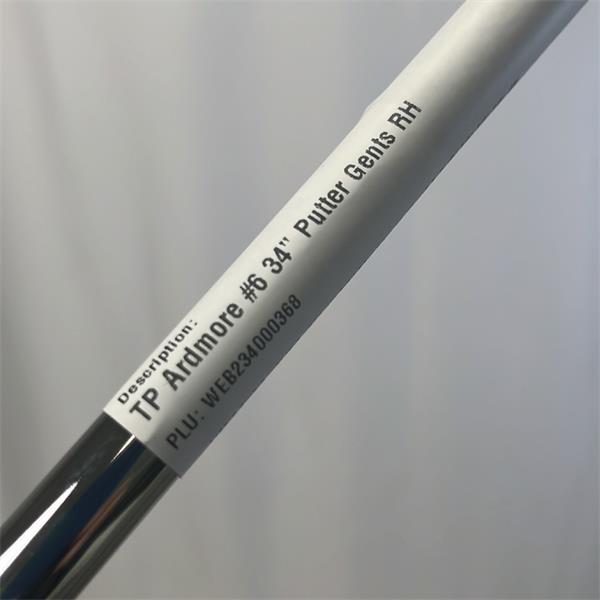 Description:
TP Ardmore #6 34" Putter Gents RH
PLU: WEB234000368